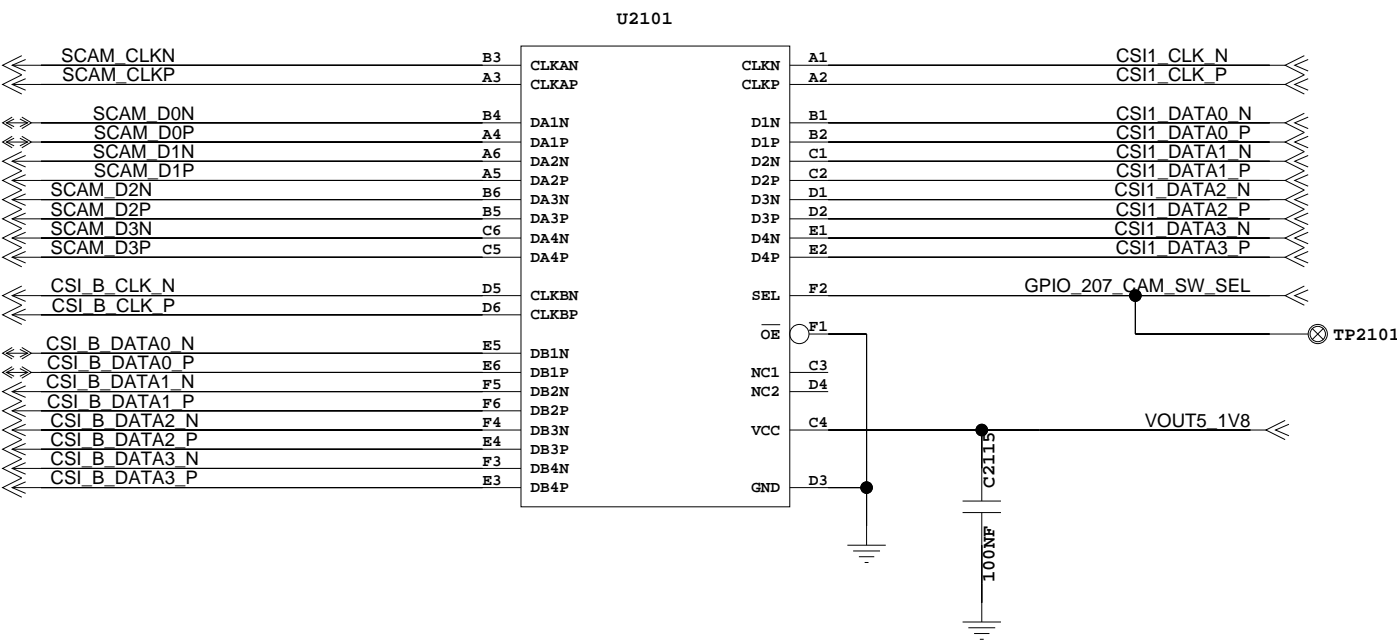 U2101
SCAM_CLKN B3 CLKAN CLKN A1 CSI1_CLK_N
SCAM_CLKP A3 CLKAP CLKP A2 CSI1_CLK_P
SCAM_D0N B4 DA1N D1N B1 CSI1_DATA0_N
SCAM_D0P A4 DA1P D1P B2 CSI1_DATA0_P
SCAM_D1N A6 DA2N D2N C1 CSI1_DATA1_N
SCAM_D1P A5 DA2P D2P C2 CSI1_DATA1_P
SCAM_D2N B6 DA3N D3N D1 CSI1_DATA2_N
SCAM_D2P B5 DA3P D3P D2 CSI1_DATA2_P
SCAM_D3N C6 DA4N D4N E1 CSI1_DATA3_N
SCAM_D3P C5 DA4P D4P E2 CSI1_DATA3_P
CSI_B_CLK_N D5 CLKBN SEL F2 GPIO_207_CAM_SW_SEL
CSI_B_CLK_P D6 CLKBP
OE F1 TP2101
CSI_B_DATA0_N E5 DB1N
CSI_B_DATA0_P E6 DB1P NC1 C3
CSI_B_DATA1_N F5 DB2N NC2 D4
CSI_B_DATA1_P F6 DB2P
CSI_B_DATA2_N F4 DB3N VCC C4 VOUT5_1V8
CSI_B_DATA2_P E4 DB3P
CSI_B_DATA3_N F3 DB4N
CSI_B_DATA3_P E3 DB4P GND D3
C2115
100NF